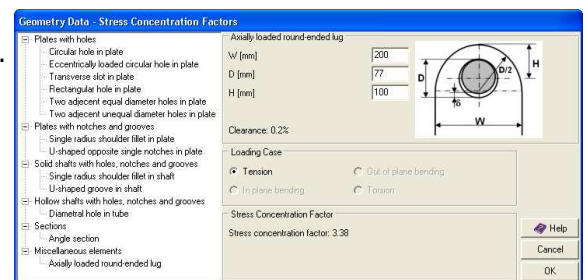 Geometry Data - Stress Concentration Factors
Plates with holes
Circular hole in plate
Eccentrically loaded circular hole in plate
Transverse slot in plate
Rectangular hole in plate
Two adjecent equal diameter holes in plate
Two adjecent unequal diameter holes in plate
Plates with notches and grooves
Single radius shoulder fillet in plate
U-shaped opposite single notches in plate
Solid shafts with holes, notches and grooves
Single radius shoulder fillet in shaft
U-shaped groove in shaft
Hollow shafts with holes, notches and grooves
Diametral hole in tube
Sections
Angle section
Miscellaneous elements
Axially loaded round-ended lug
Axially loaded round-ended lug
W [mm] 200
D [mm] 77
H [mm] 100
Clearance: 0.2%
D
D/2
H
δ
W
Loading Case
Tension
Out of plane bending
In plane bending
Torsion
Stress Concentration Factor
Stress concentration factor: 3.38
Help
Cancel
OK